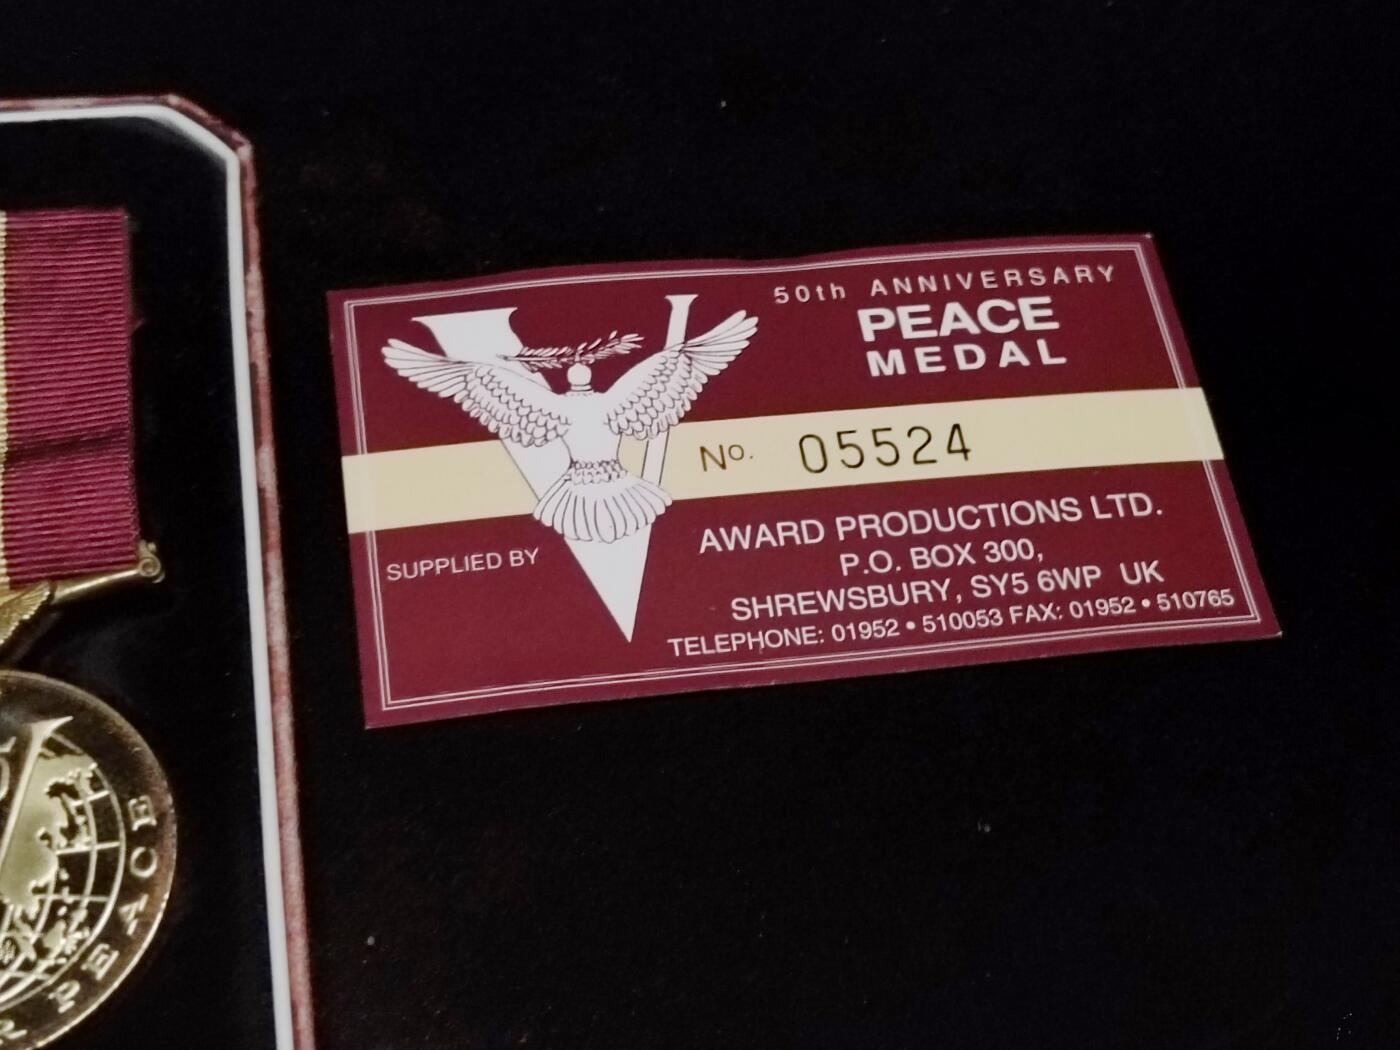 50th ANNIVERSARY
PEACE
MEDAL
No. 05524
SUPPLIED BY
AWARD PRODUCTIONS LTD.
P.O. BOX 300,
SHREWSBURY, SY5 6WP UK
TELEPHONE: 01952 • 510053 FAX: 01952 • 510765
PEACE